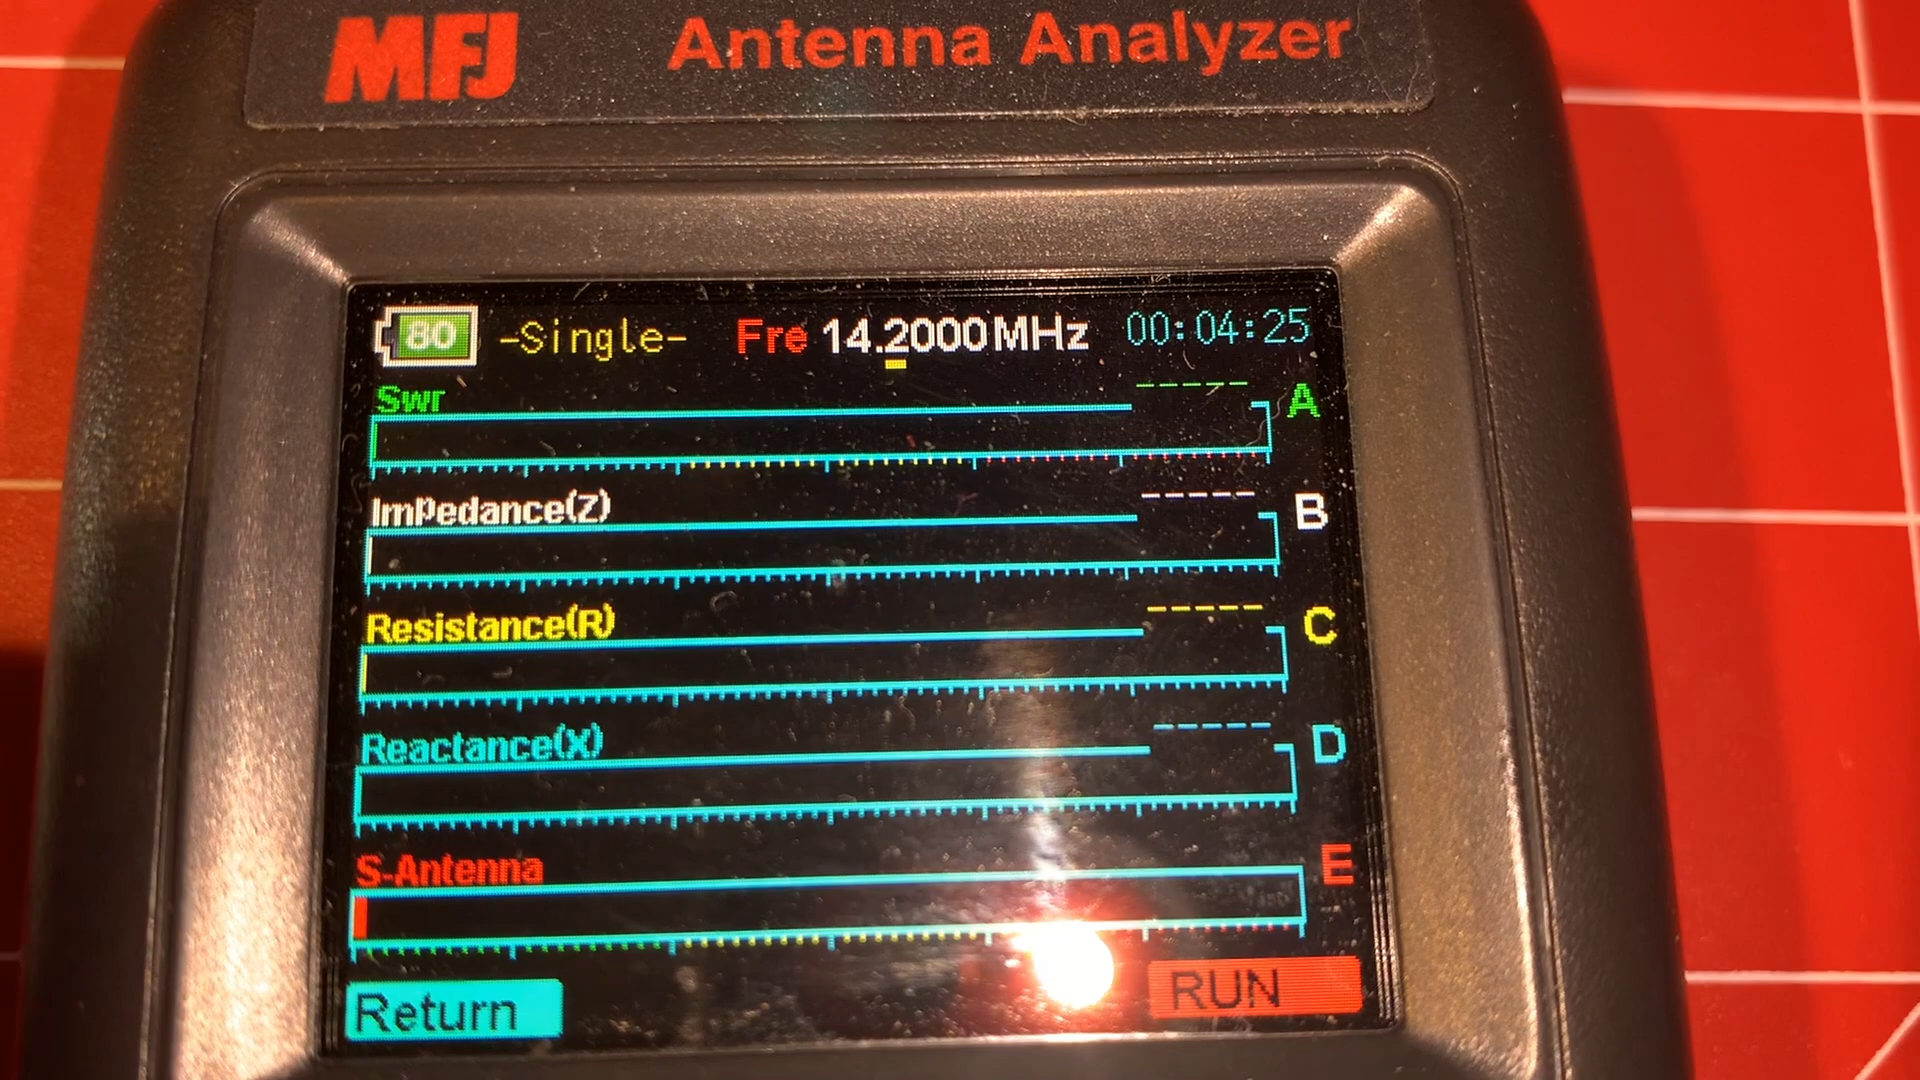 MFJ Antenna Analyzer
80 -Single- Fre 14.2000MHz 00:04:25
Swr ----- A
Impedance(Z) ----- B
Resistance(R) ----- C
Reactance(X) ----- D
S-Antenna E
Return RUN